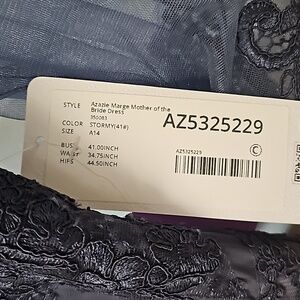 STYLE Azazie Marge Mother of the
Bride Dress
350083
COLOR STORMY(41#)
SIZE A14
BUST 41.00INCH
WAIST 34.75INCH
HIPS 44.50INCH
AZ5325229
AZ5325229
C